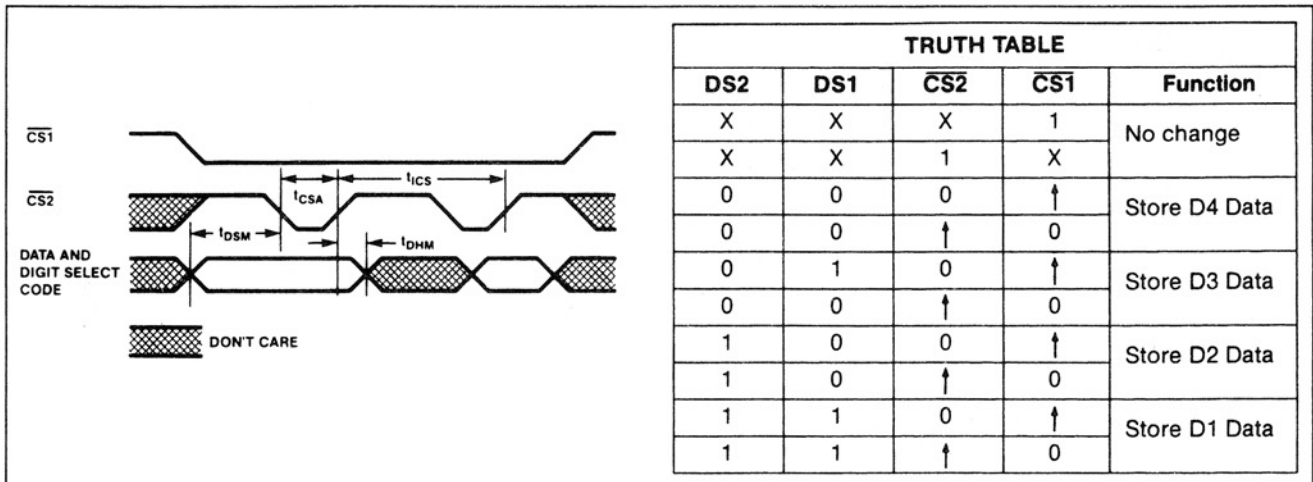 CS1
CS2
tCSA
tICS
tDSM
tDHM
DATA AND
DIGIT SELECT
CODE
DON'T CARE
TRUTH TABLE
DS2 DS1 CS2 CS1 Function
X X X 1 No change
X X 1 X
0 0 0 ↑ Store D4 Data
0 0 ↑ 0
0 1 0 ↑ Store D3 Data
0 0 ↑ 0
1 0 0 ↑ Store D2 Data
1 0 ↑ 0
1 1 0 ↑ Store D1 Data
1 1 ↑ 0